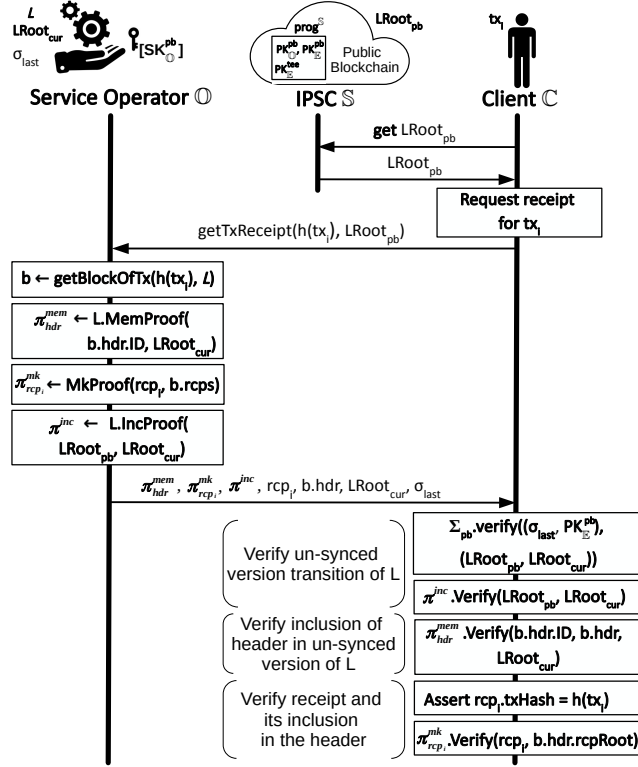 L
LRoot_cur
σ_last
[SK_𝕆^pb]
prog^𝕊
PK_𝕆^pb, PK_𝔼^pb
PK_𝔼^tee
Public
Blockchain
LRoot_pb
tx_i
Service Operator 𝕆
IPSC 𝕊
Client ℂ
get LRoot_pb
LRoot_pb
Request receipt
for tx_i
getTxReceipt(h(tx_i), LRoot_pb)
b ← getBlockOfTx(h(tx_i), L)
π_hdr^mem ← L.MemProof(
b.hdr.ID, LRoot_cur)
π_rcp_i^mk ← MkProof(rcp_i, b.rcps)
π^inc ← L.IncProof(
LRoot_pb, LRoot_cur)
π_hdr^mem, π_rcp_i^mk, π^inc, rcp_i, b.hdr, LRoot_cur, σ_last
Verify un-synced
version transition of L
Σ_pb.verify((σ_last, PK_𝔼^pb),
(LRoot_pb, LRoot_cur))
π^inc.Verify(LRoot_pb, LRoot_cur)
Verify inclusion of
header in un-synced
version of L
π_hdr^mem.Verify(b.hdr.ID, b.hdr,
LRoot_cur)
Verify receipt and
its inclusion
in the header
Assert rcp_i.txHash = h(tx_i)
π_rcp_i^mk.Verify(rcp_i, b.hdr.rcpRoot)